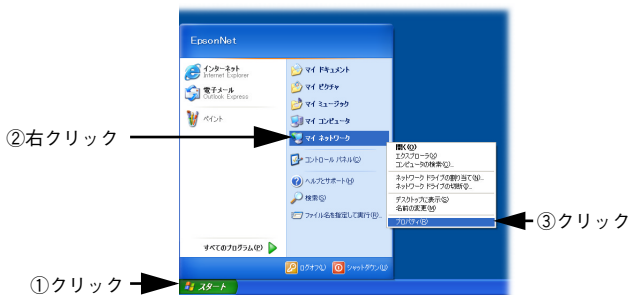 EpsonNet
インターネット
Internet Explorer
電子メール
Outlook Express
ペイント
すべてのプログラム(P)
マイ ドキュメント
マイ ピクチャ
マイ ミュージック
マイ コンピュータ
マイ ネットワーク
コントロール パネル(C)
ヘルプとサポート(H)
検索(S)
ファイル名を指定して実行(R)...
ログオフ(L)
シャットダウン(U)
スタート
開く(O)
エクスプローラ(X)
コンピュータの検索(C)...
ネットワーク ドライブの割り当て(N)...
ネットワーク ドライブの切断(I)...
デスクトップに表示(S)
名前の変更(M)
プロパティ(R)
②右クリック
③クリック
①クリック